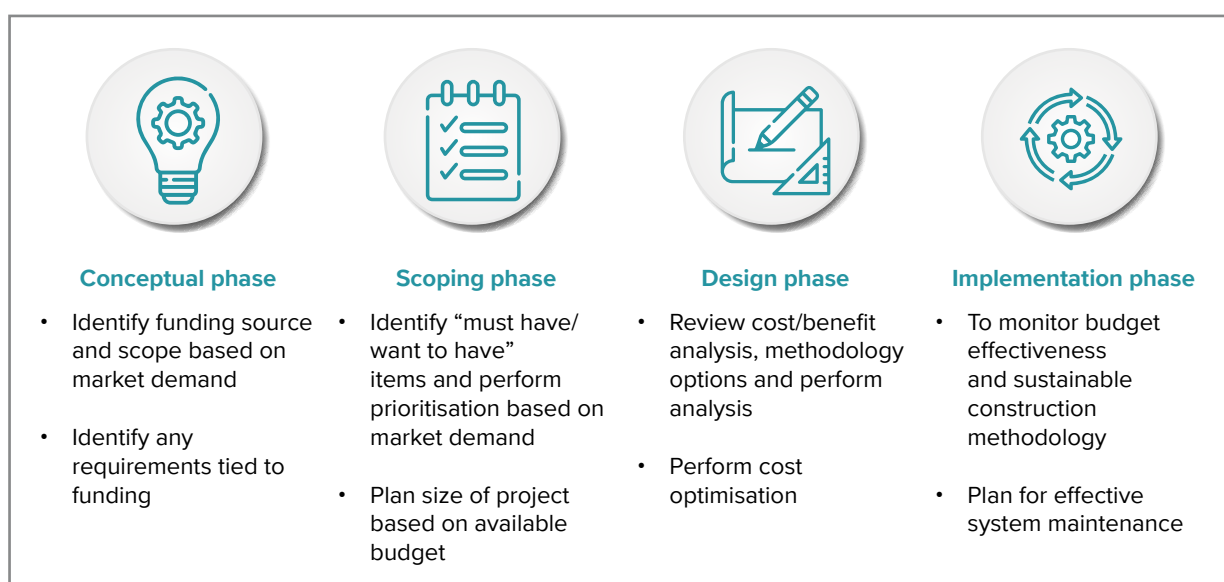 Conceptual phase
• Identify funding source
and scope based on
market demand
• Identify any
requirements tied to
funding
Scoping phase
• Identify “must have/
want to have”
items and perform
prioritisation based on
market demand
• Plan size of project
based on available
budget
Design phase
• Review cost/benefit
analysis, methodology
options and perform
analysis
• Perform cost
optimisation
Implementation phase
• To monitor budget
effectiveness
and sustainable
construction
methodology
• Plan for effective
system maintenance